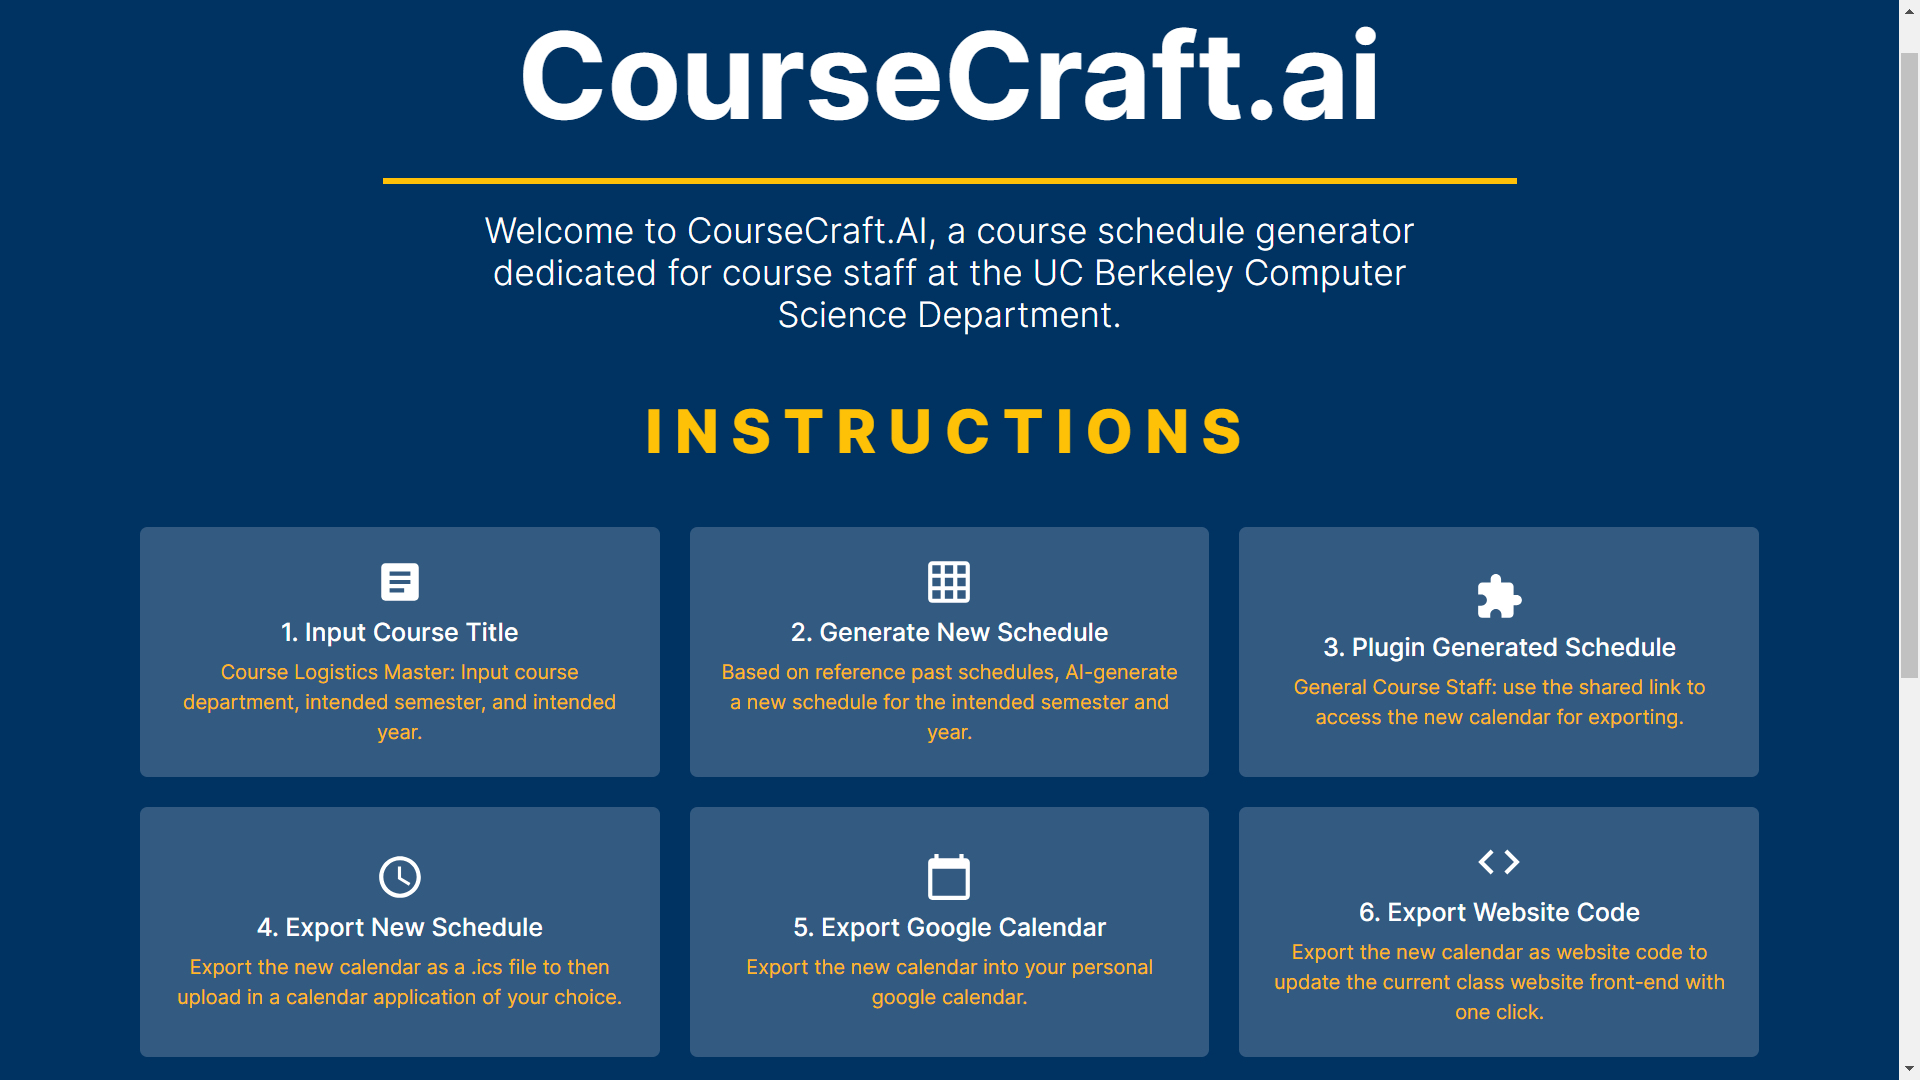 CourseCraft.ai
Welcome to CourseCraft.AI, a course schedule generator
dedicated for course staff at the UC Berkeley Computer
Science Department.
INSTRUCTIONS
1. Input Course Title
Course Logistics Master: Input course
department, intended semester, and intended
year.
2. Generate New Schedule
Based on reference past schedules, AI-generate
a new schedule for the intended semester and
year.
3. Plugin Generated Schedule
General Course Staff: use the shared link to
access the new calendar for exporting.
4. Export New Schedule
Export the new calendar as a .ics file to then
upload in a calendar application of your choice.
5. Export Google Calendar
Export the new calendar into your personal
google calendar.
6. Export Website Code
Export the new calendar as website code to
update the current class website front-end with
one click.